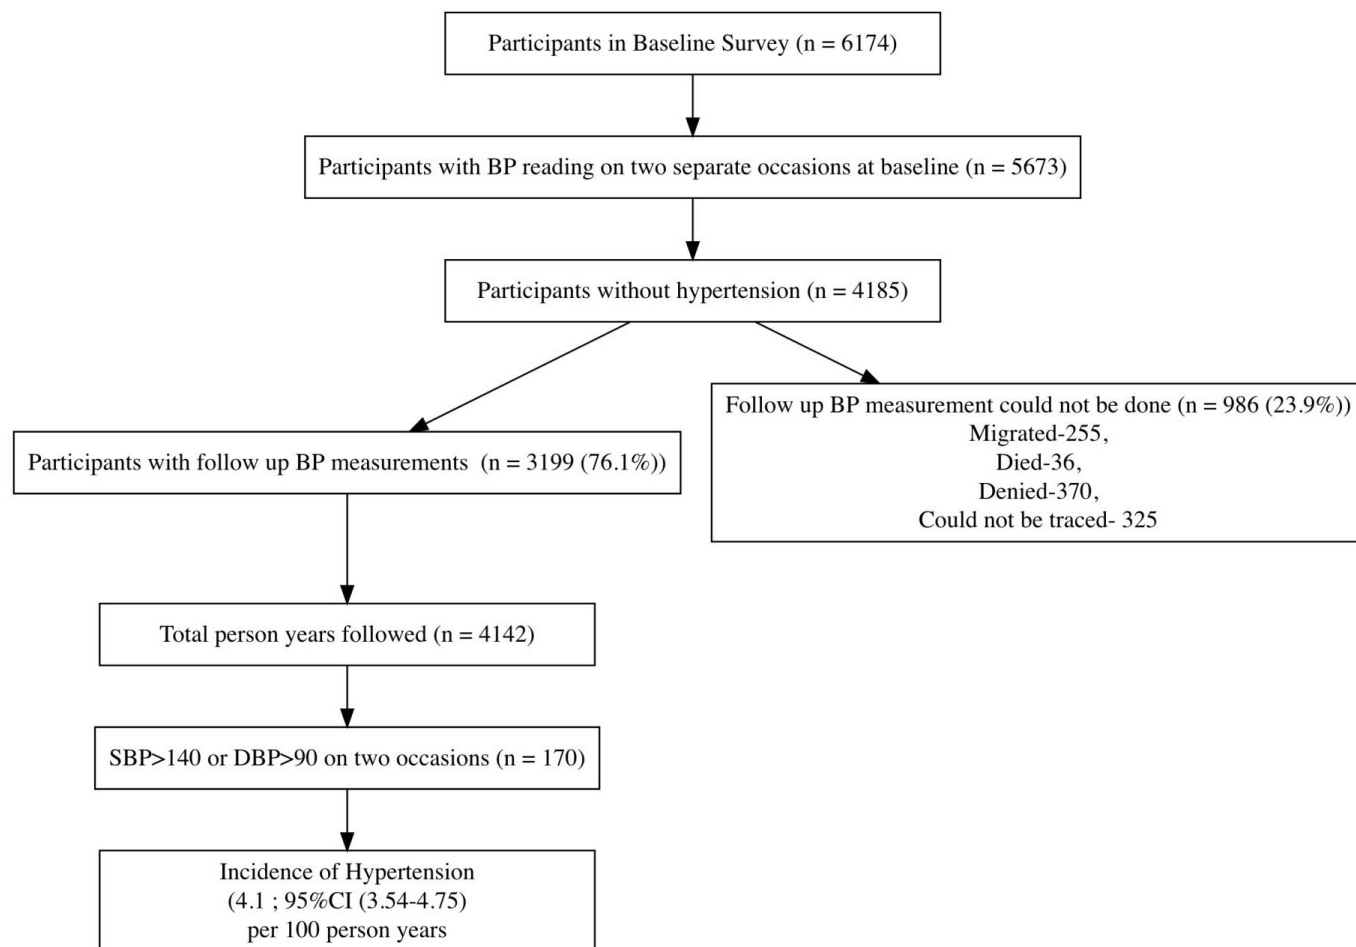 Participants in Baseline Survey (n = 6174)
Participants with BP reading on two separate occasions at baseline (n = 5673)
Participants without hypertension (n = 4185)
Follow up BP measurement could not be done (n = 986 (23.9%))
Migrated-255,
Died-36,
Denied-370,
Could not be traced- 325
Participants with follow up BP measurements  (n = 3199 (76.1%))
Total person years followed (n = 4142)
SBP>140 or DBP>90 on two occasions (n = 170)
Incidence of Hypertension
(4.1 ; 95%CI (3.54-4.75)
per 100 person years